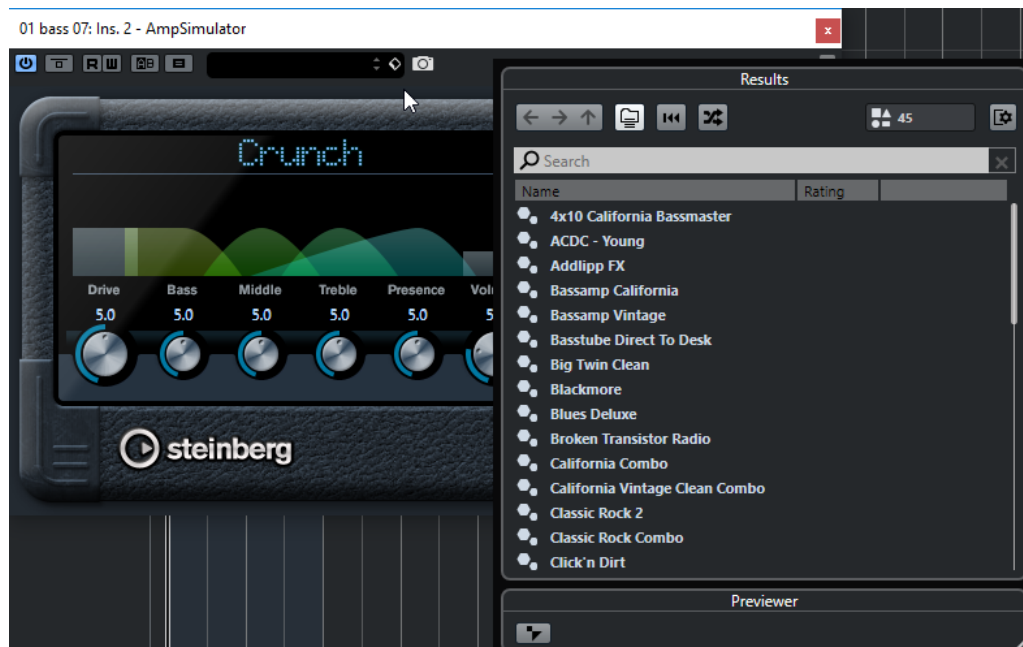 01 bass 07: Ins. 2 - AmpSimulator
x
R W AB
Results
45
Search
Name Rating
4x10 California Bassmaster
ACDC - Young
Addlipp FX
Bassamp California
Bassamp Vintage
Basstube Direct To Desk
Big Twin Clean
Blackmore
Blues Deluxe
Broken Transistor Radio
California Combo
California Vintage Clean Combo
Classic Rock 2
Classic Rock Combo
Click'n Dirt
Previewer
Crunch
Drive Bass Middle Treble Presence Volu
5.0 5.0 5.0 5.0 5.0 5
steinberg